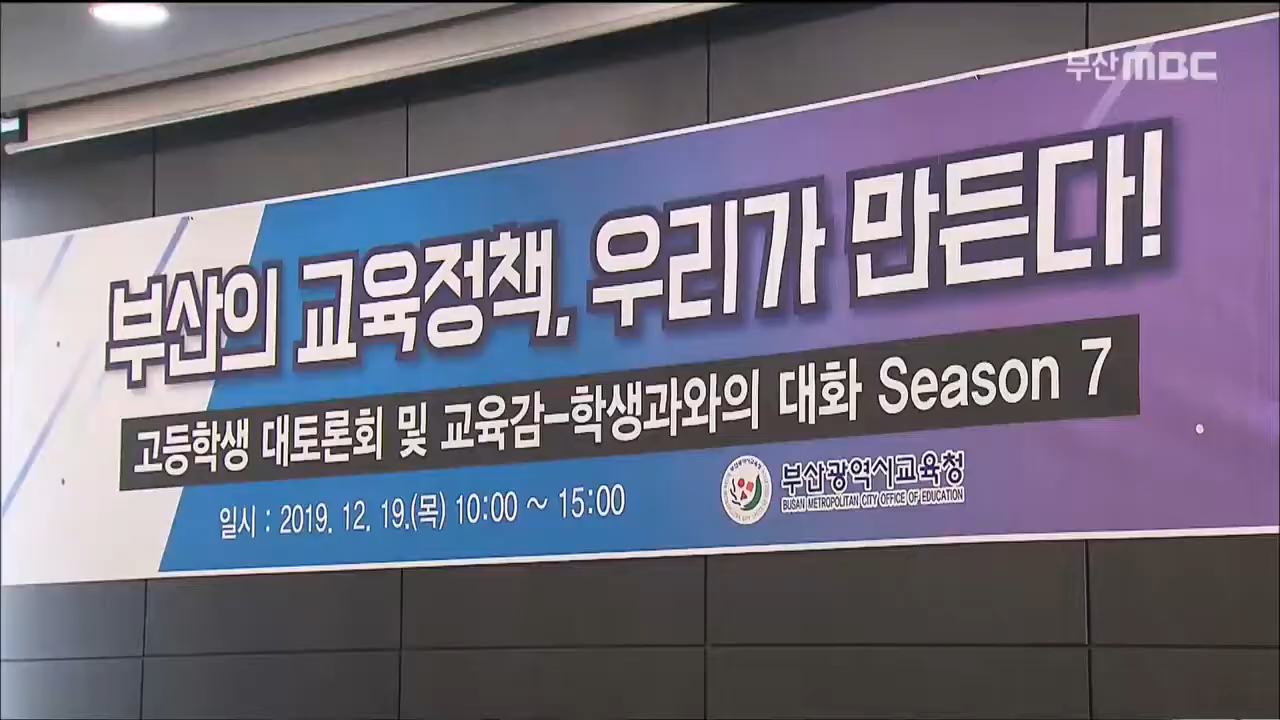 부산MBC
부산의 교육정책, 우리가 만든다!
고등학생 대토론회 및 교육감-학생과와의 대화 Season 7
일시 : 2019. 12. 19.(목) 10:00 ~ 15:00
부산광역시교육청
BUSAN METROPOLITAN CITY OFFICE OF EDUCATION